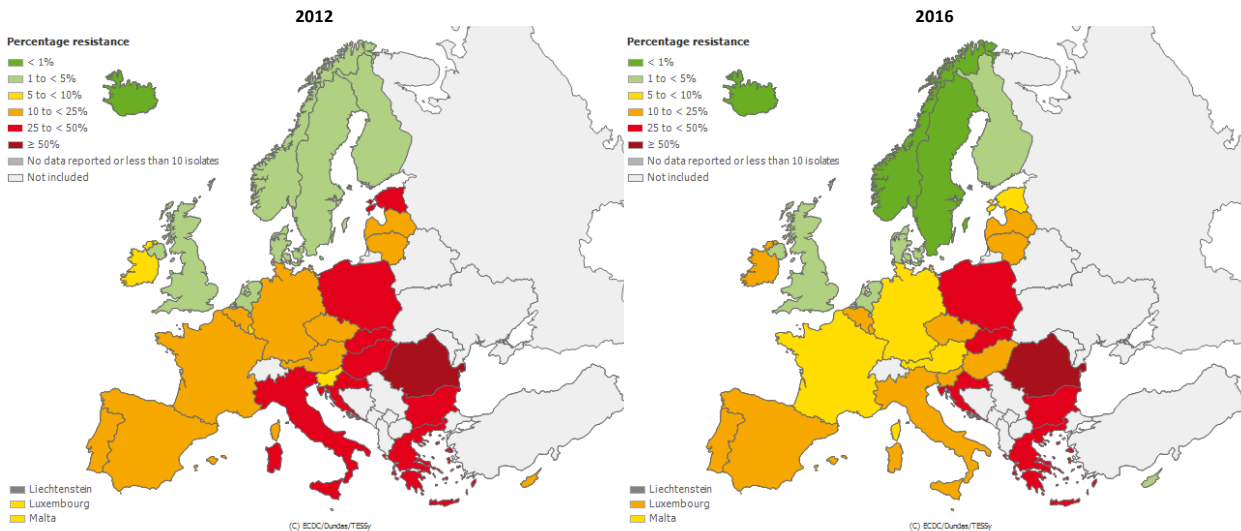 2012
Percentage resistance
< 1%
1 to < 5%
5 to < 10%
10 to < 25%
25 to < 50%
≥ 50%
No data reported or less than 10 isolates
Not included
Liechtenstein
Luxembourg
Malta
(C) ECDC/Dundas/TESSy
2016
Percentage resistance
< 1%
1 to < 5%
5 to < 10%
10 to < 25%
25 to < 50%
≥ 50%
No data reported or less than 10 isolates
Not included
Liechtenstein
Luxembourg
Malta
(C) ECDC/Dundas/TESSy